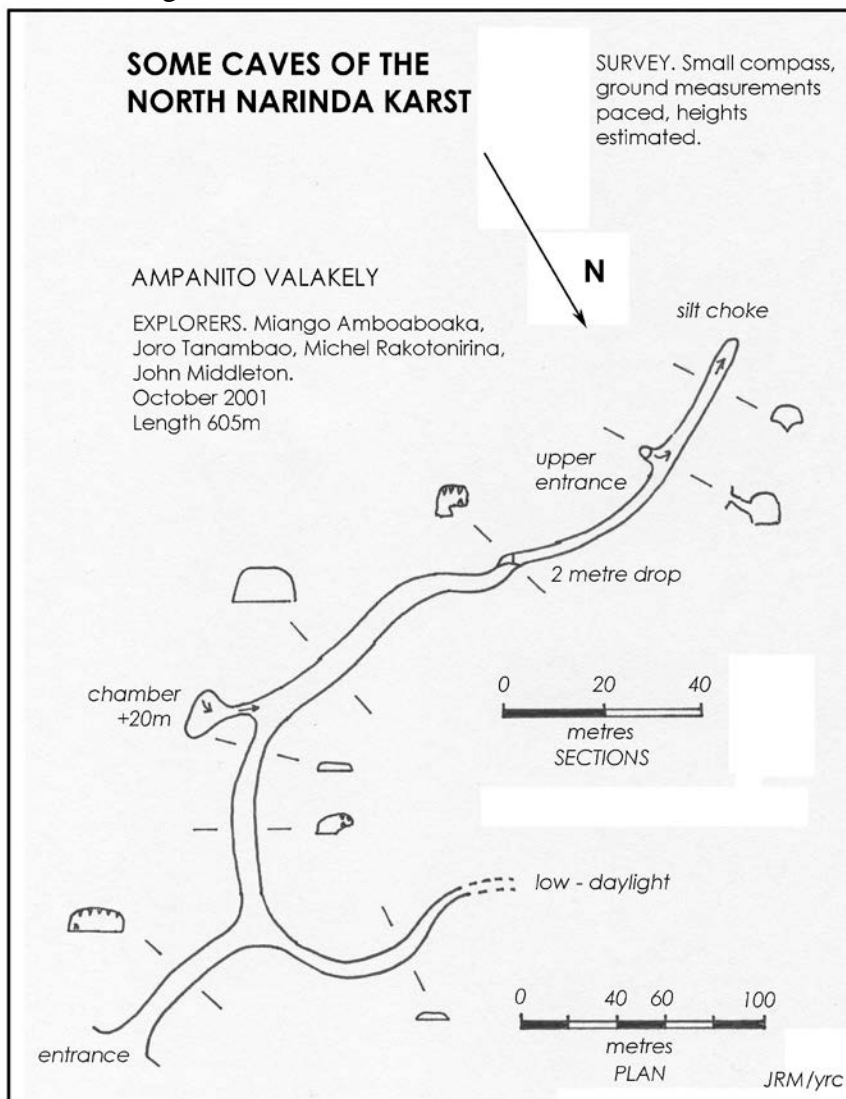 SOME CAVES OF THE
NORTH NARINDA KARST
SURVEY. Small compass,
ground measurements
paced, heights
estimated.
N
AMPANITO VALAKELY
EXPLORERS. Miango Amboaboaka,
Joro Tanambao, Michel Rakotonirina,
John Middleton.
October 2001
Length 605m
silt choke
upper
entrance
2 metre drop
chamber
+20m
0 20 40
metres
SECTIONS
low - daylight
0 40 60 100
metres
PLAN
entrance
JRM/yrc